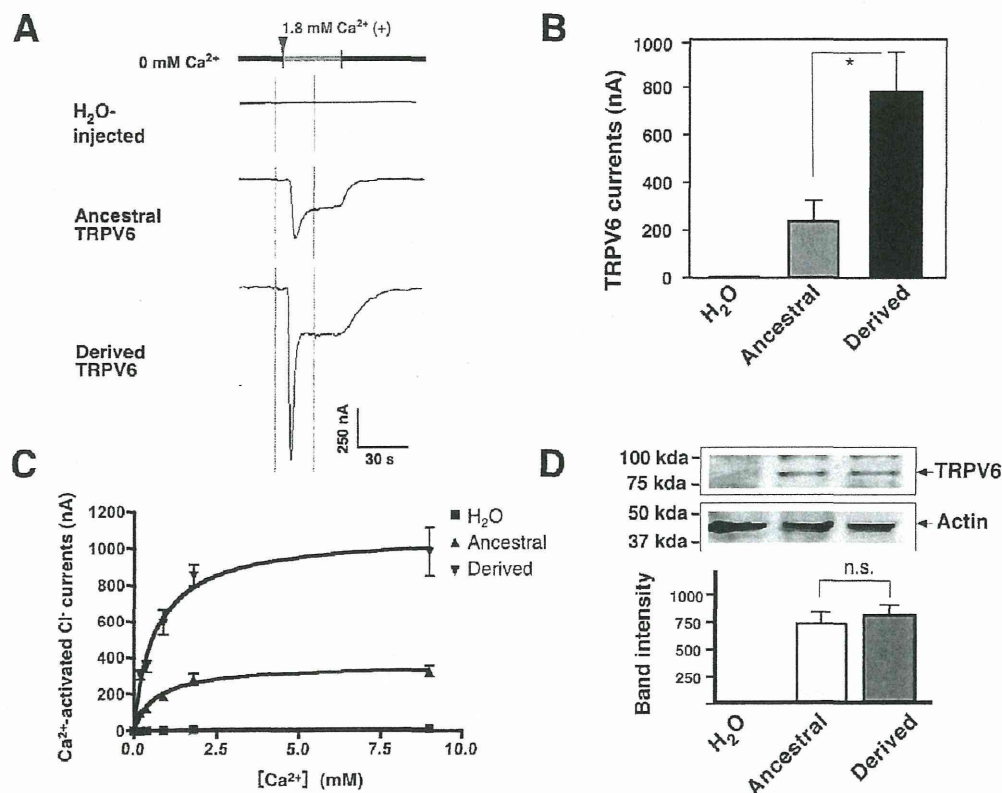 A
1.8 mM Ca²⁺ (+)
0 mM Ca²⁺
H₂O-
injected
Ancestral
TRPV6
Derived
TRPV6
250 nA
30 s
B
TRPV6 currents (nA)
1000
800
600
400
200
0
*
H₂O
Ancestral
Derived
C
Ca²⁺-activated Cl⁻ currents (nA)
1200
1000
800
600
400
200
0
0.0
2.5
5.0
7.5
10.0
[Ca²⁺] (mM)
H₂O
Ancestral
Derived
D
100 kda
75 kda
TRPV6
50 kda
37 kda
Actin
n.s.
Band intensity
1000
750
500
250
H₂O
Ancestral
Derived